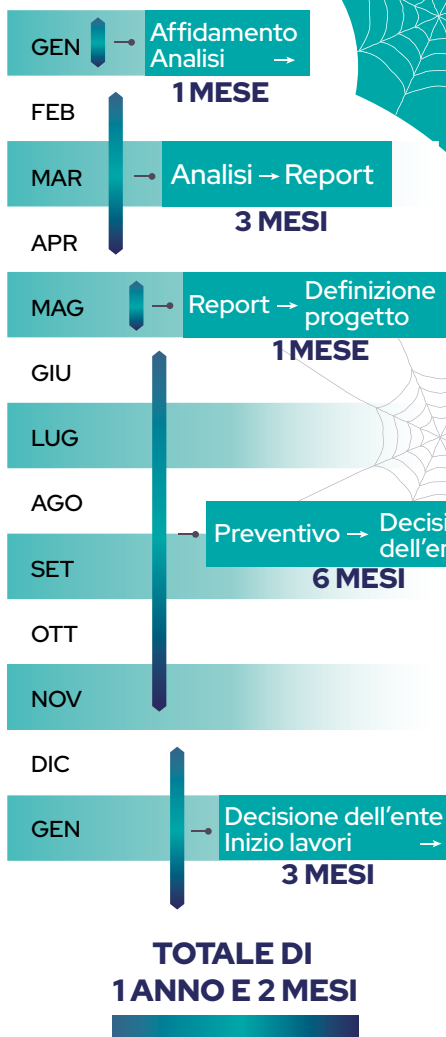 GEN
Affidamento
Analisi →
1 MESE
FEB
MAR
Analisi → Report
3 MESI
APR
MAG
Report → Definizione
progetto
1 MESE
GIU
LUG
AGO
Preventivo →
SET
6 MESI
OTT
NOV
DIC
GEN
Decisione dell'ente
Inizio lavori →
3 MESI
TOTALE DI
1 ANNO E 2 MESI